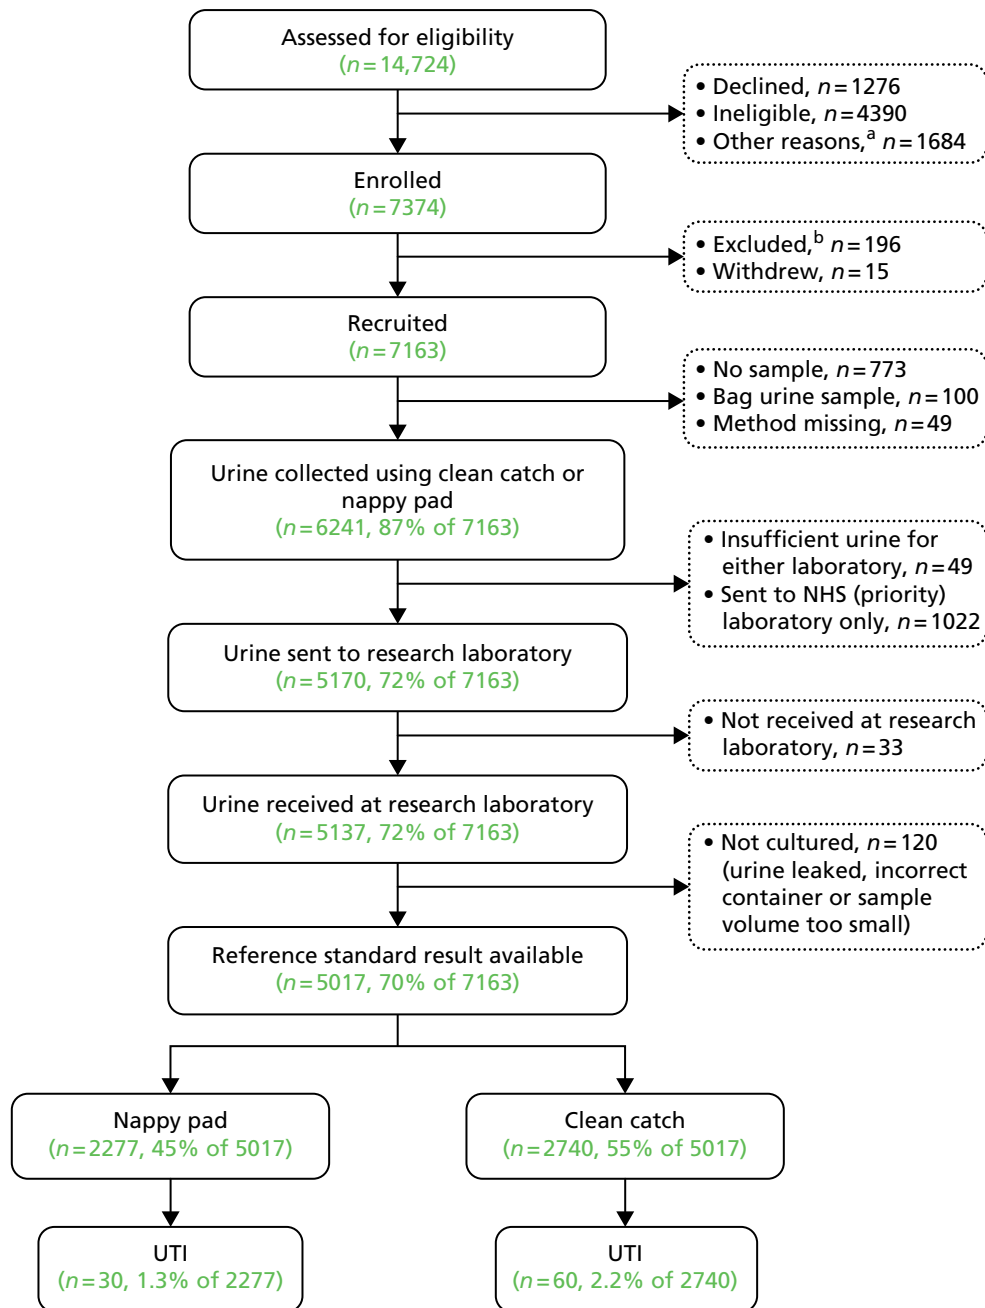 Assessed for eligibility
(n=14,724)
• Declined, n=1276
• Ineligible, n=4390
• Other reasons,a n=1684
Enrolled
(n=7374)
• Excluded,b n=196
• Withdrew, n=15
Recruited
(n=7163)
• No sample, n=773
• Bag urine sample, n=100
• Method missing, n=49
Urine collected using clean catch or
nappy pad
(n=6241, 87% of 7163)
• Insufficient urine for
either laboratory, n=49
• Sent to NHS (priority)
laboratory only, n=1022
Urine sent to research laboratory
(n=5170, 72% of 7163)
• Not received at research
laboratory, n=33
Urine received at research laboratory
(n=5137, 72% of 7163)
• Not cultured, n=120
(urine leaked, incorrect
container or sample
volume too small)
Reference standard result available
(n=5017, 70% of 7163)
Nappy pad
(n=2277, 45% of 5017)
Clean catch
(n=2740, 55% of 5017)
UTI
(n=30, 1.3% of 2277)
UTI
(n=60, 2.2% of 2740)